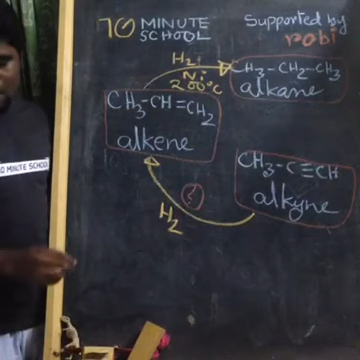 10 MINUTE SCHOOL
Supported by
robi
H2
Ni
200°C
CH3-CH2-CH3
alkane
CH3-CH=CH2
alkene
CH3-C≡CH
alkyne
?
H2
10 MINUTE SCHOOL